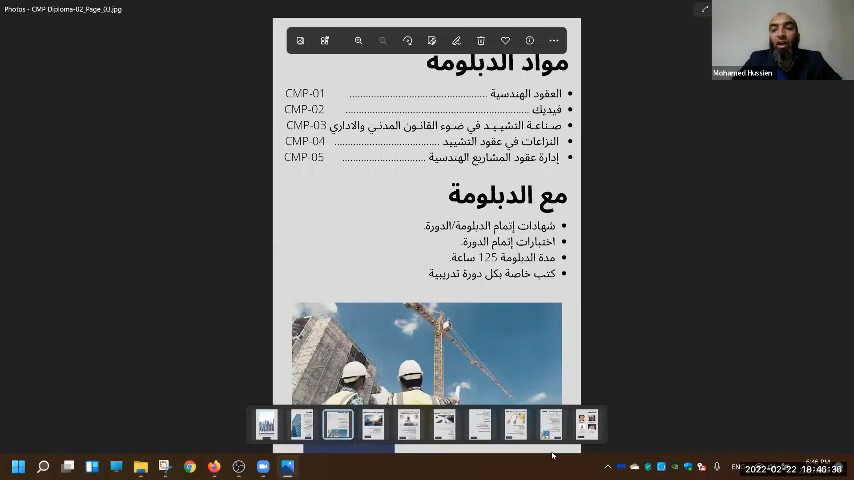 Photos - CMP Diploma-02_Page_03.jpg
Mohamed Hussien
مواد الدبلومة
العقود الهندسية ................................................ CMP-01
فيديك ................................................................ CMP-02
صناعة التشييد في ضوء القانون المدني والاداري CMP-03
النزاعات في عقود التشييد .................................... CMP-04
إدارة عقود المشاريع الهندسية ............................. CMP-05
مع الدبلومة
شهادات إتمام الدبلومة/الدورة.
اختبارات إتمام الدورة.
مدة الدبلومة 125 ساعة.
كتب خاصة بكل دورة تدريبية
2022-02-22 18:46:36